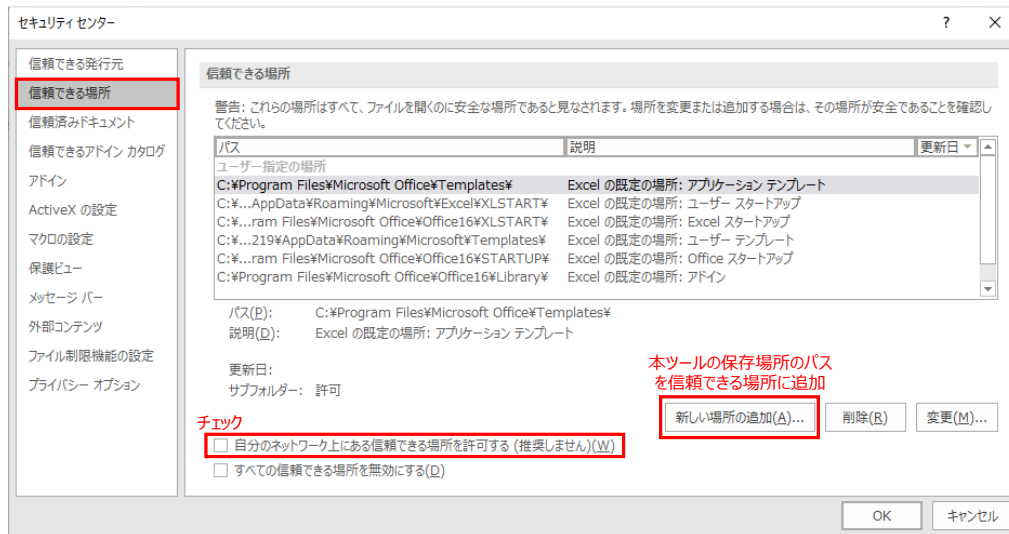 セキュリティ センター
? ×
信頼できる発行元
信頼できる場所
信頼済みドキュメント
信頼できるアドイン カタログ
アドイン
ActiveX の設定
マクロの設定
保護ビュー
メッセージ バー
外部コンテンツ
ファイル制限機能の設定
プライバシー オプション
信頼できる場所
警告: これらの場所はすべて、ファイルを開くのに安全な場所であると見なされます。場所を変更または追加する場合は、その場所が安全であることを確認し
てください。
パス 説明 更新日
ユーザー指定の場所
C:¥Program Files¥Microsoft Office¥Templates¥ Excel の既定の場所: アプリケーション テンプレート
C:¥...AppData¥Roaming¥Microsoft¥Excel¥XLSTART¥ Excel の既定の場所: ユーザー スタートアップ
C:¥...ram Files¥Microsoft Office¥Office16¥XLSTART¥ Excel の既定の場所: Excel スタートアップ
C:¥...219¥AppData¥Roaming¥Microsoft¥Templates¥ Excel の既定の場所: ユーザー テンプレート
C:¥...ram Files¥Microsoft Office¥Office16¥STARTUP¥ Excel の既定の場所: Office スタートアップ
C:¥Program Files¥Microsoft Office¥Office16¥Library¥ Excel の既定の場所: アドイン
パス(P): C:¥Program Files¥Microsoft Office¥Templates¥
説明(D): Excel の既定の場所: アプリケーション テンプレート
更新日:
サブフォルダー: 許可
本ツールの保存場所のパス
を信頼できる場所に追加
新しい場所の追加(A)... 削除(R) 変更(M)...
チェック
自分のネットワーク上にある信頼できる場所を許可する (推奨しません)(W)
すべての信頼できる場所を無効にする(D)
OK キャンセル